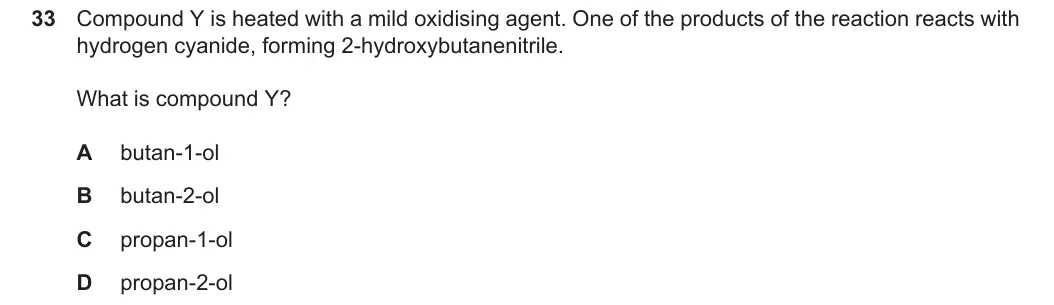 33 Compound Y is heated with a mild oxidising agent. One of the products of the reaction reacts with
hydrogen cyanide, forming 2-hydroxybutanenitrile.
What is compound Y?
A butan-1-ol
B butan-2-ol
C propan-1-ol
D propan-2-ol